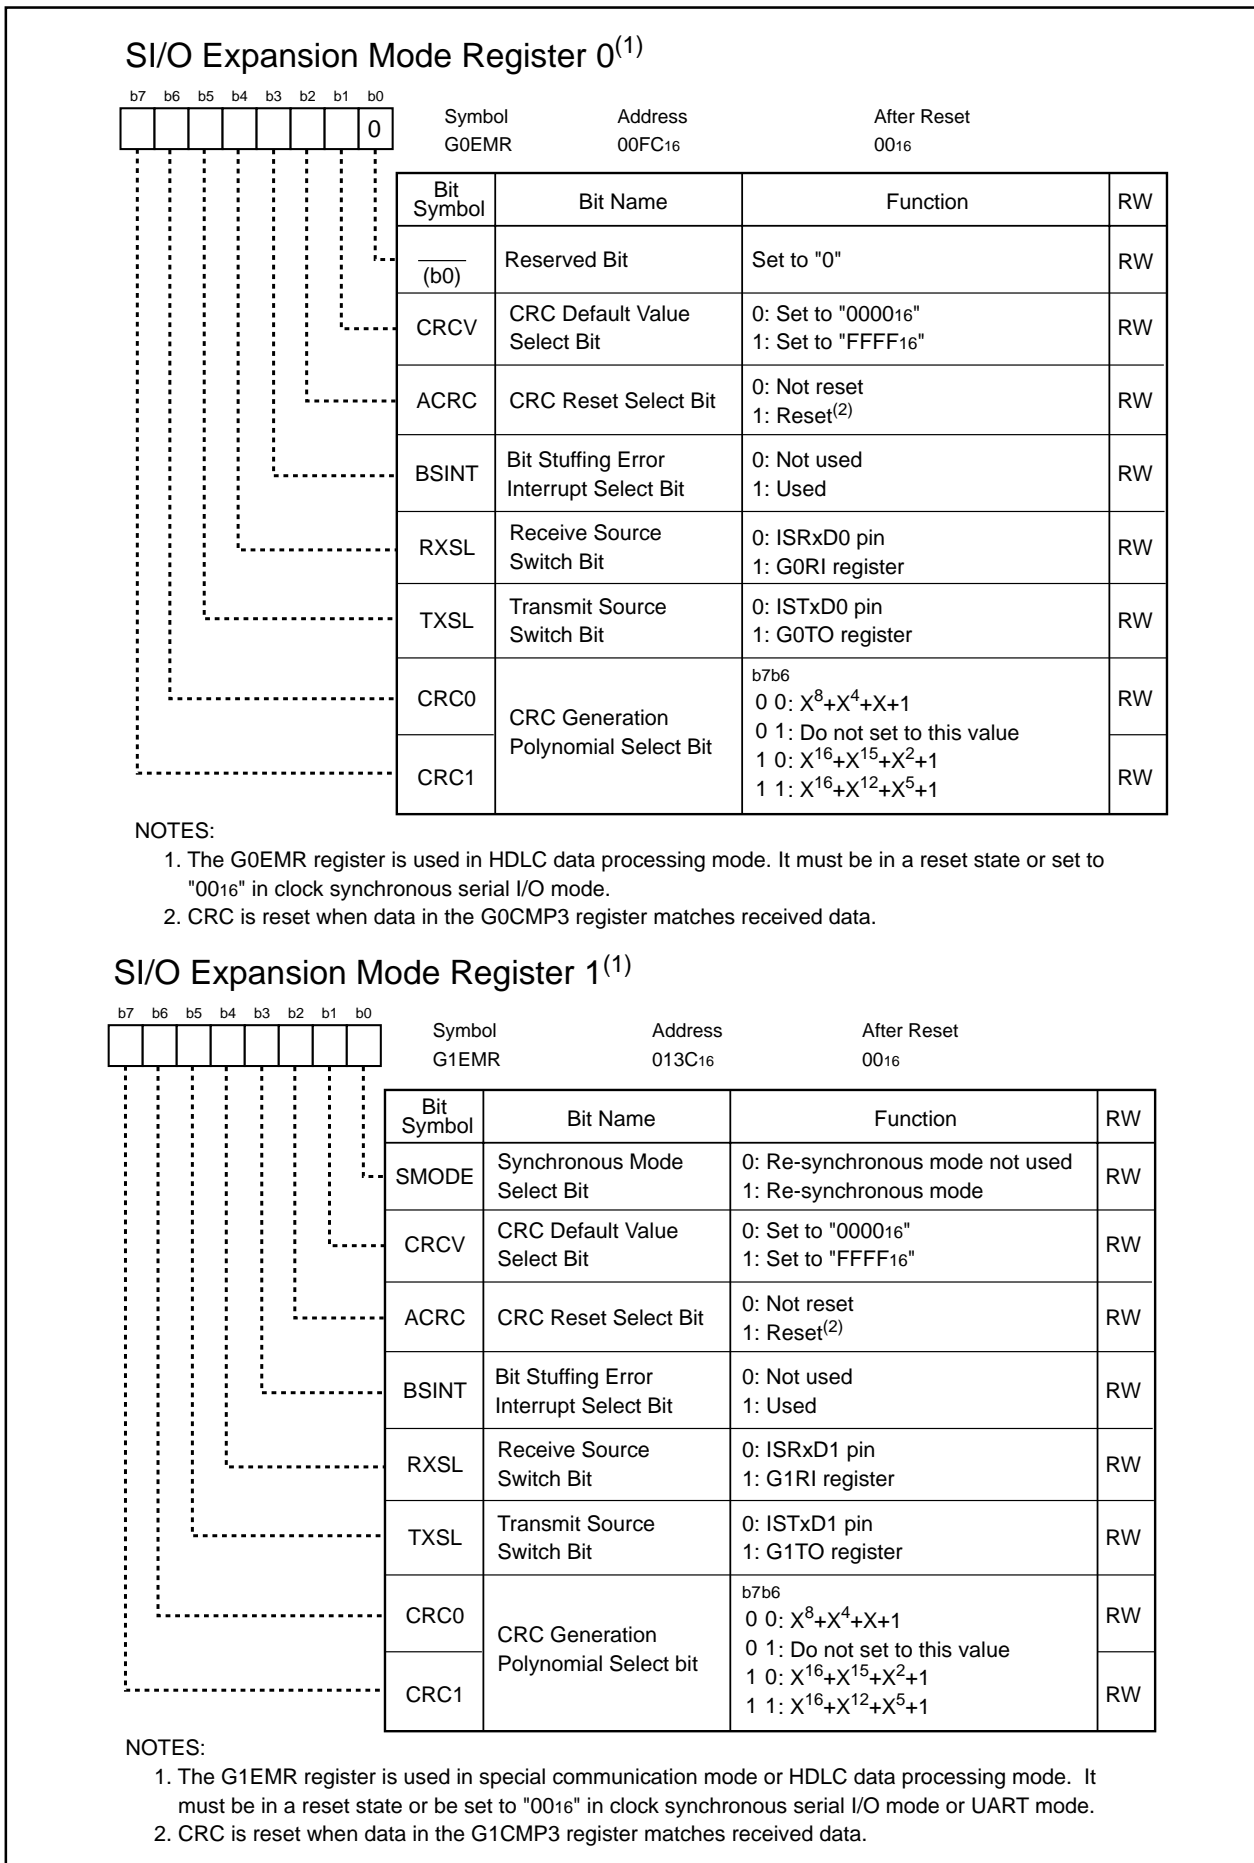 SI/O Expansion Mode Register 0(1)
b7 b6 b5 b4 b3 b2 b1 b0
0
Symbol Address After Reset
G0EMR 00FC16 0016
Bit Symbol Bit Name Function RW
(b0) Reserved Bit Set to "0" RW
CRCV CRC Default Value Select Bit 0: Set to "000016" RW
1: Set to "FFFF16"
ACRC CRC Reset Select Bit 0: Not reset RW
1: Reset(2)
BSINT Bit Stuffing Error Interrupt Select Bit 0: Not used RW
1: Used
RXSL Receive Source Switch Bit 0: ISRxD0 pin RW
1: G0RI register
TXSL Transmit Source Switch Bit 0: ISTxD0 pin RW
1: G0TO register
b7b6
CRC0 CRC Generation Polynomial Select Bit 0 0: X8+X4+X+1 RW
0 1: Do not set to this value
1 0: X16+X15+X2+1
CRC1 1 1: X16+X12+X5+1 RW
NOTES:
1. The G0EMR register is used in HDLC data processing mode. It must be in a reset state or set to
"0016" in clock synchronous serial I/O mode.
2. CRC is reset when data in the G0CMP3 register matches received data.
SI/O Expansion Mode Register 1(1)
b7 b6 b5 b4 b3 b2 b1 b0
Symbol Address After Reset
G1EMR 013C16 0016
Bit Symbol Bit Name Function RW
SMODE Synchronous Mode Select Bit 0: Re-synchronous mode not used RW
1: Re-synchronous mode
CRCV CRC Default Value Select Bit 0: Set to "000016" RW
1: Set to "FFFF16"
ACRC CRC Reset Select Bit 0: Not reset RW
1: Reset(2)
BSINT Bit Stuffing Error Interrupt Select Bit 0: Not used RW
1: Used
RXSL Receive Source Switch Bit 0: ISRxD1 pin RW
1: G1RI register
TXSL Transmit Source Switch Bit 0: ISTxD1 pin RW
1: G1TO register
b7b6
CRC0 CRC Generation Polynomial Select bit 0 0: X8+X4+X+1 RW
0 1: Do not set to this value
1 0: X16+X15+X2+1
CRC1 1 1: X16+X12+X5+1 RW
NOTES:
1. The G1EMR register is used in special communication mode or HDLC data processing mode. It
must be in a reset state or be set to "0016" in clock synchronous serial I/O mode or UART mode.
2. CRC is reset when data in the G1CMP3 register matches received data.